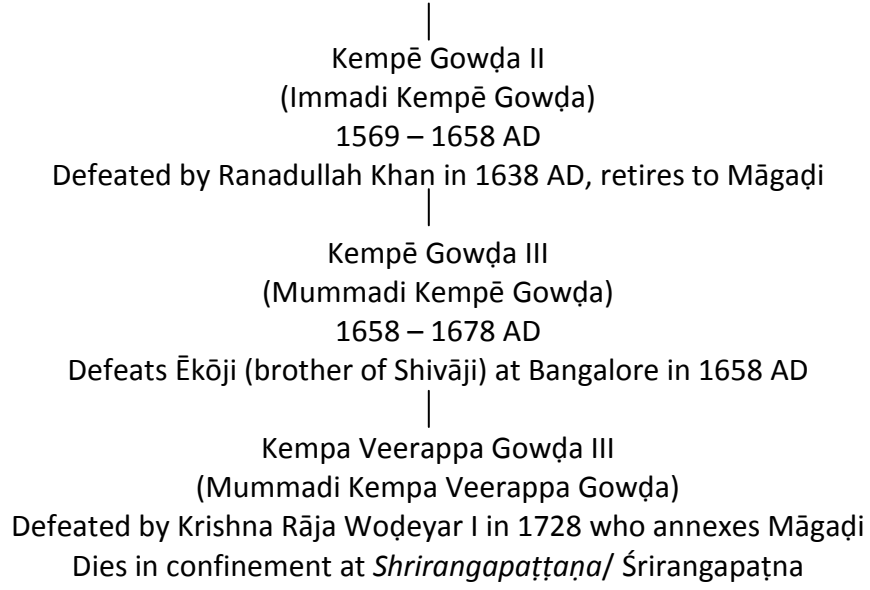 Kempē Gowḍa II
(Immadi Kempē Gowḍa)
1569 – 1658 AD
Defeated by Ranadullah Khan in 1638 AD, retires to Māgaḍi
Kempē Gowḍa III
(Mummadi Kempē Gowḍa)
1658 – 1678 AD
Defeats Ēkōji (brother of Shivāji) at Bangalore in 1658 AD
Kempa Veerappa Gowḍa III
(Mummadi Kempa Veerappa Gowḍa)
Defeated by Krishna Rāja Woḍeyar I in 1728 who annexes Māgaḍi
Dies in confinement at Shrirangapaṭṭaṇa/ Śrirangapaṭna